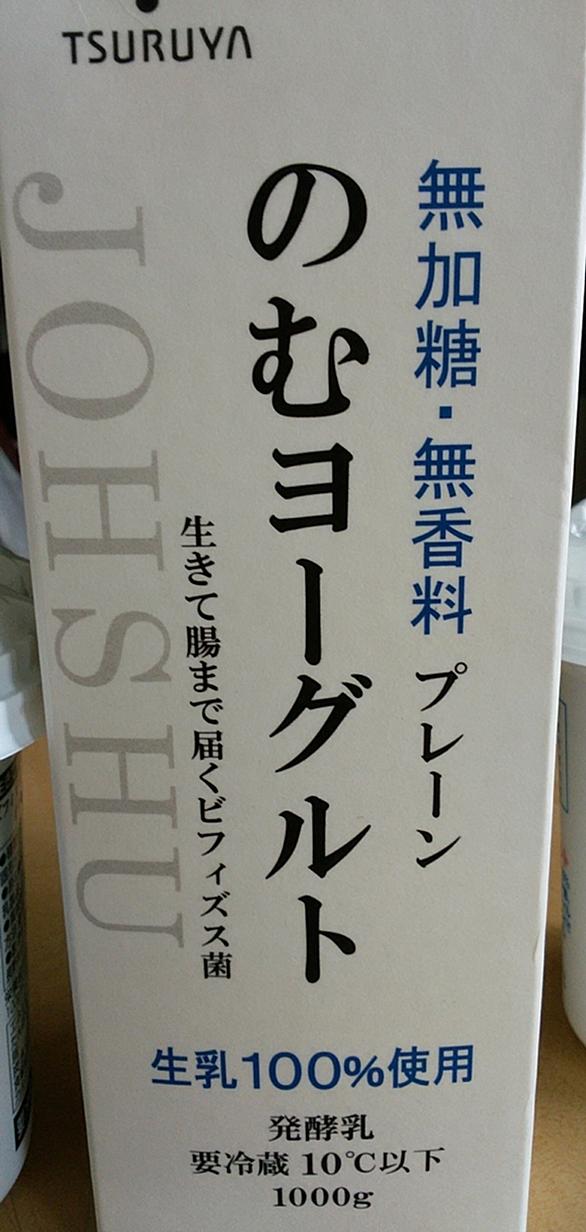 TSURUYA
無加糖・無香料 プレーン
のむヨーグルト
生きて腸まで届くビフィズス菌
JOHSHU
生乳100%使用
発酵乳
要冷蔵 10℃以下
1000g